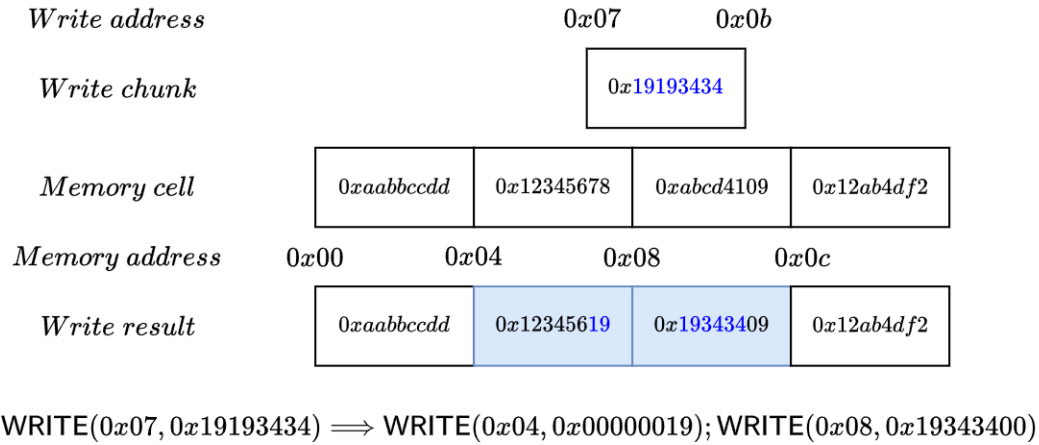 Write address 0x07 0x0b
Write chunk 0x19193434
Memory cell 0xaabbccdd 0x12345678 0xabcd4109 0x12ab4df2
Memory address 0x00 0x04 0x08 0x0c
Write result 0xaabbccdd 0x12345619 0x19343409 0x12ab4df2
WRITE(0x07, 0x19193434) ⟹ WRITE(0x04, 0x00000019); WRITE(0x08, 0x19343400)